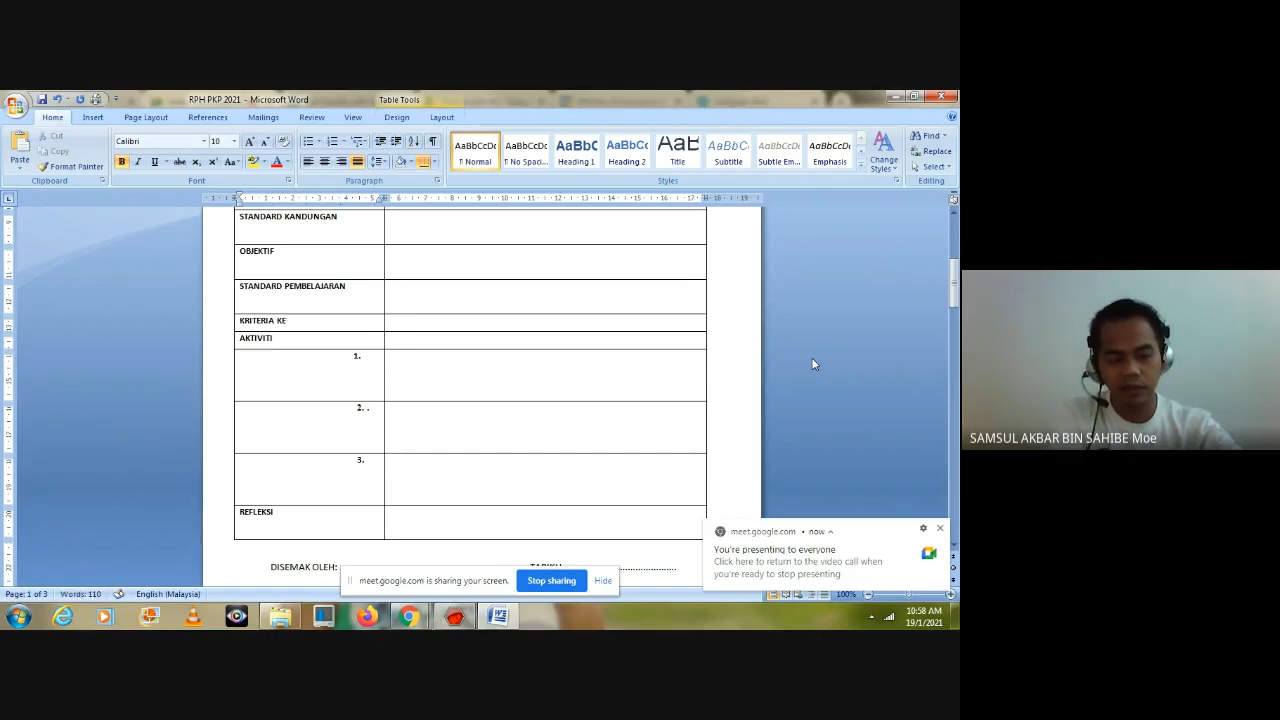 RPH PKP 2021 - Microsoft Word
Table Tools
Home Insert Page Layout References Mailings Review View Design Layout
Paste
Cut
Copy
Format Painter
Clipboard
Calibri 10
Font
Paragraph
AaBbCcDc AaBbCcDc AaBbC AaBbCc AaB AaBbCc. AaBbCcDc AaBbCcDc
¶ Normal ¶ No Spaci... Heading 1 Heading 2 Title Subtitle Subtle Em... Emphasis
Change Styles
Styles
Find
Replace
Select
Editing
STANDARD KANDUNGAN
OBJEKTIF
STANDARD PEMBELAJARAN
KRITERIA KE
AKTIVITI
1.
2. .
3.
REFLEKSI
DISEMAK OLEH:
meet.google.com • now
You're presenting to everyone
Click here to return to the video call when
you're ready to stop presenting
meet.google.com is sharing your screen. Stop sharing Hide
Page: 1 of 3 Words: 110 English (Malaysia) 100%
10:58 AM
19/1/2021
SAMSUL AKBAR BIN SAHIBE Moe